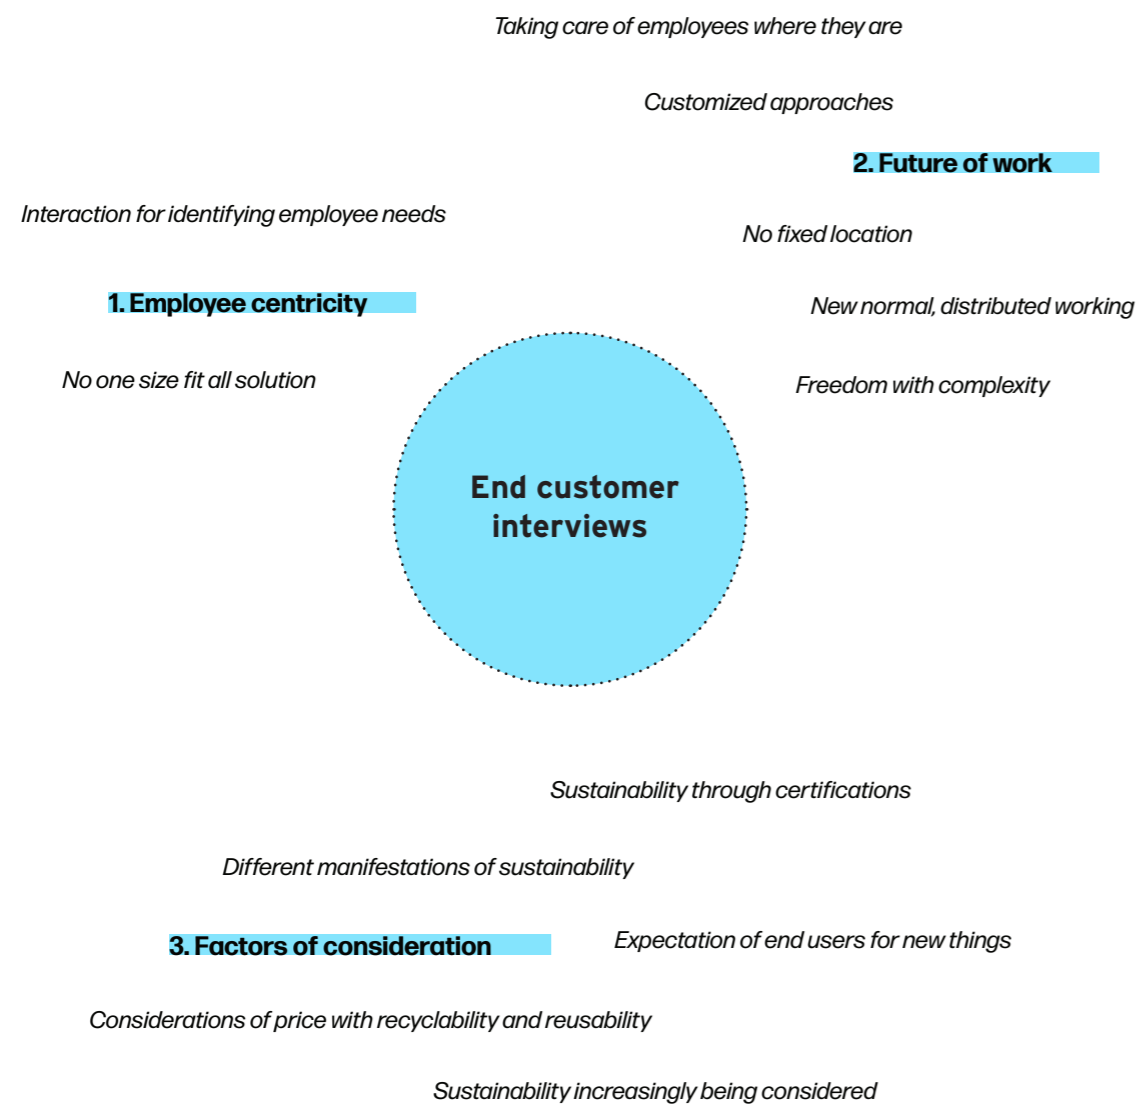 Taking care of employees where they are
Customized approaches
2. Future of work
Interaction for identifying employee needs
No fixed location
1. Employee centricity
New normal, distributed working
No one size fit all solution
Freedom with complexity
End customer
interviews
Sustainability through certifications
Different manifestations of sustainability
3. Factors of consideration
Expectation of end users for new things
Considerations of price with recyclability and reusability
Sustainability increasingly being considered